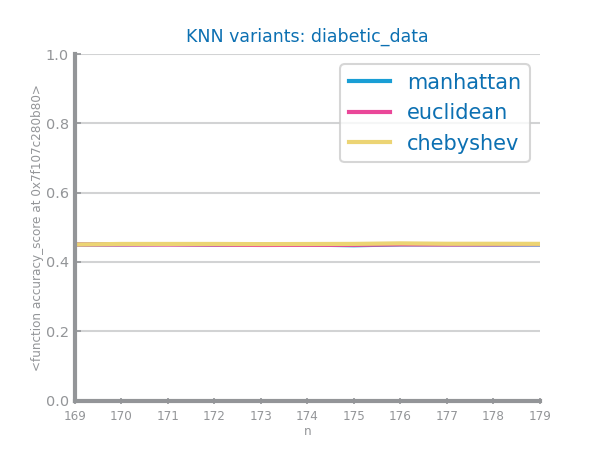 KNN variants: diabetic_data
<function accuracy_score at 0x7f107c280b80>
1.0
0.8
0.6
0.4
0.2
0.0
manhattan
euclidean
chebyshev
169 170 171 172 173 174 175 176 177 178 179
n